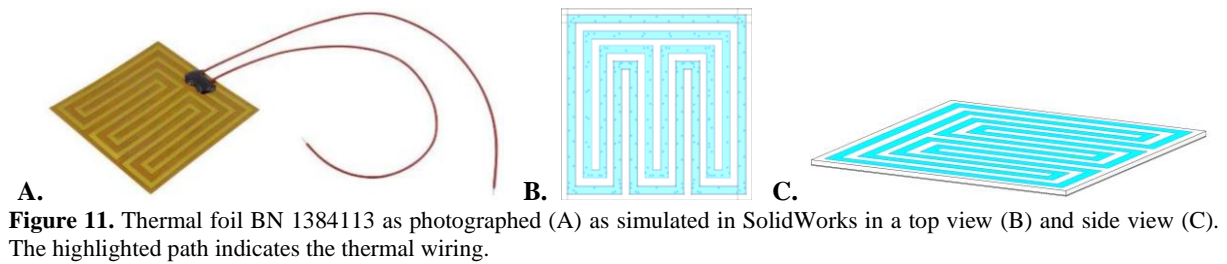 A. B. C.
Figure 11. Thermal foil BN 1384113 as photographed (A) as simulated in SolidWorks in a top view (B) and side view (C).
The highlighted path indicates the thermal wiring.